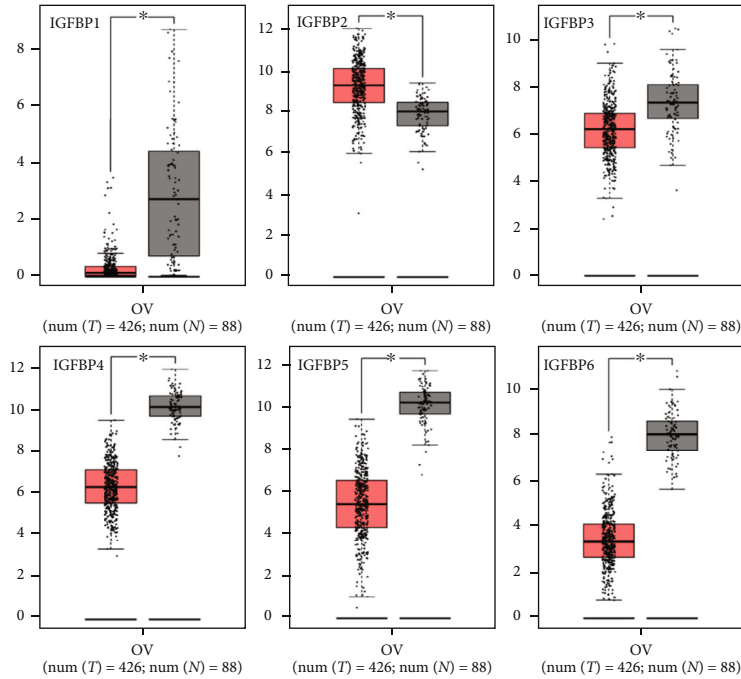 IGFBP1
*
8
6
4
2
0
OV
(num (T) = 426; num (N) = 88)
IGFBP2
*
12
10
8
6
4
2
0
OV
(num (T) = 426; num (N) = 88)
IGFBP3
*
10
8
6
4
2
0
OV
(num (T) = 426; num (N) = 88)
IGFBP4
*
12
10
8
6
4
2
0
OV
(num (T) = 426; num (N) = 88)
IGFBP5
*
12
10
8
6
4
2
0
OV
(num (T) = 426; num (N) = 88)
IGFBP6
*
10
8
6
4
2
0
OV
(num (T) = 426; num (N) = 88)